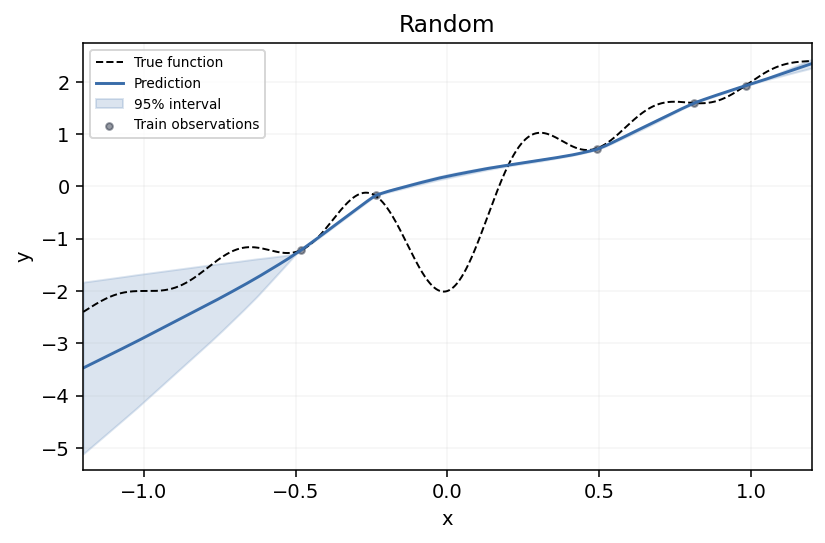 Random
True function
Prediction
95% interval
Train observations
y
2
1
0
−1
−2
−3
−4
−5
−1.0 −0.5 0.0 0.5 1.0
x